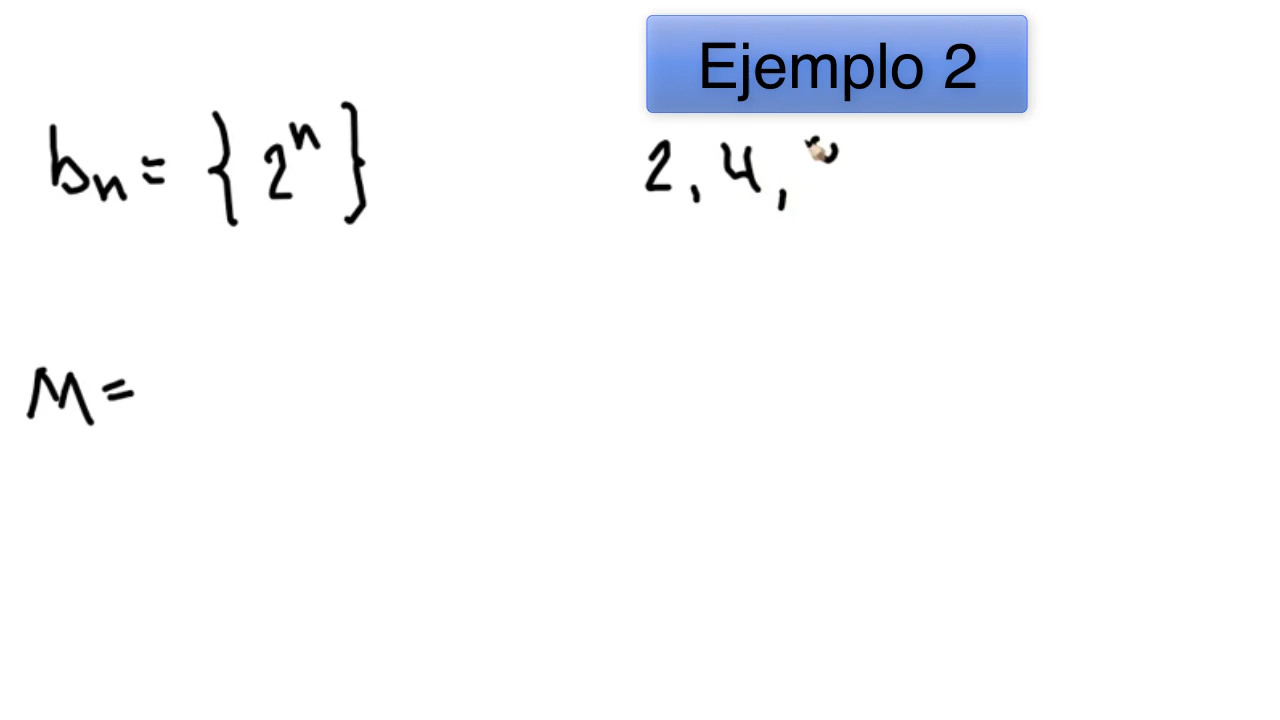 Ejemplo 2
bn = { 2^n }
2, 4,
M =